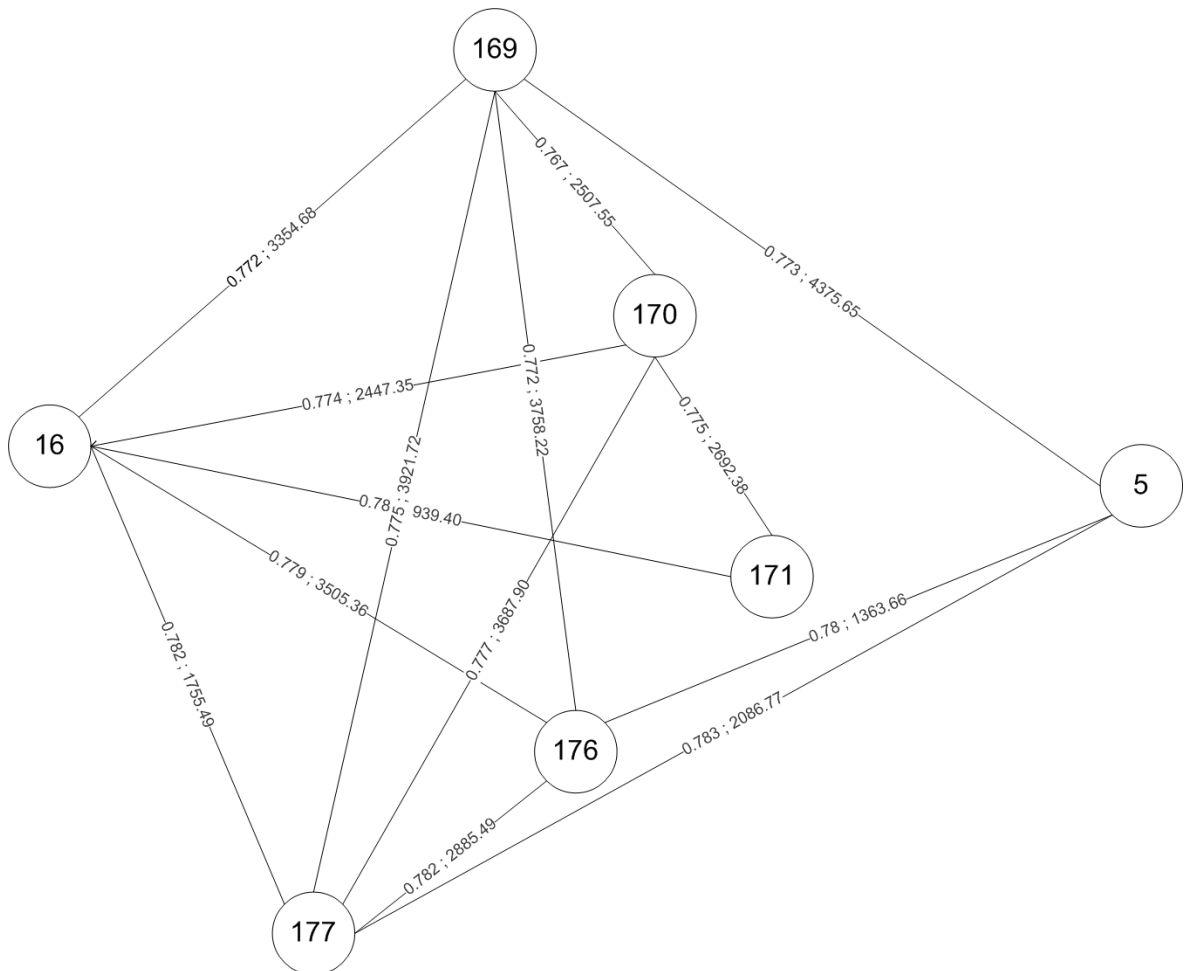 169
0.767 ; 2507.55
0.772 ; 3354.68
0.773 ; 4375.65
170
0.772 ; 3758.22
0.774 ; 2447.35
0.775 ; 2692.38
16
0.775 ; 3921.72
5
0.78 939.40
171
0.779 ; 3505.36
0.777 ; 3687.90
0.78 ; 1363.66
0.782 ; 1755.49
0.783 ; 2086.77
176
0.782 ; 2885.49
177